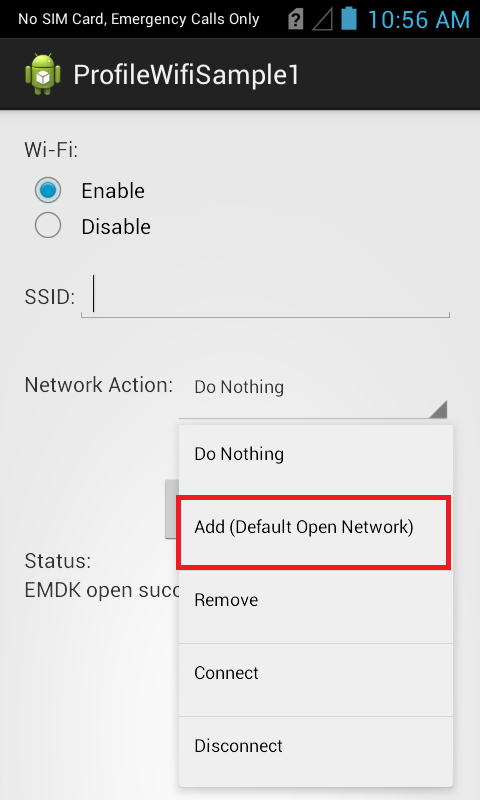 No SIM Card, Emergency Calls Only
10:56 AM
ProfileWifiSample1
Wi-Fi:
Enable
Disable
SSID:
Network Action:
Do Nothing
Do Nothing
Add (Default Open Network)
Remove
Connect
Disconnect
Status:
EMDK open